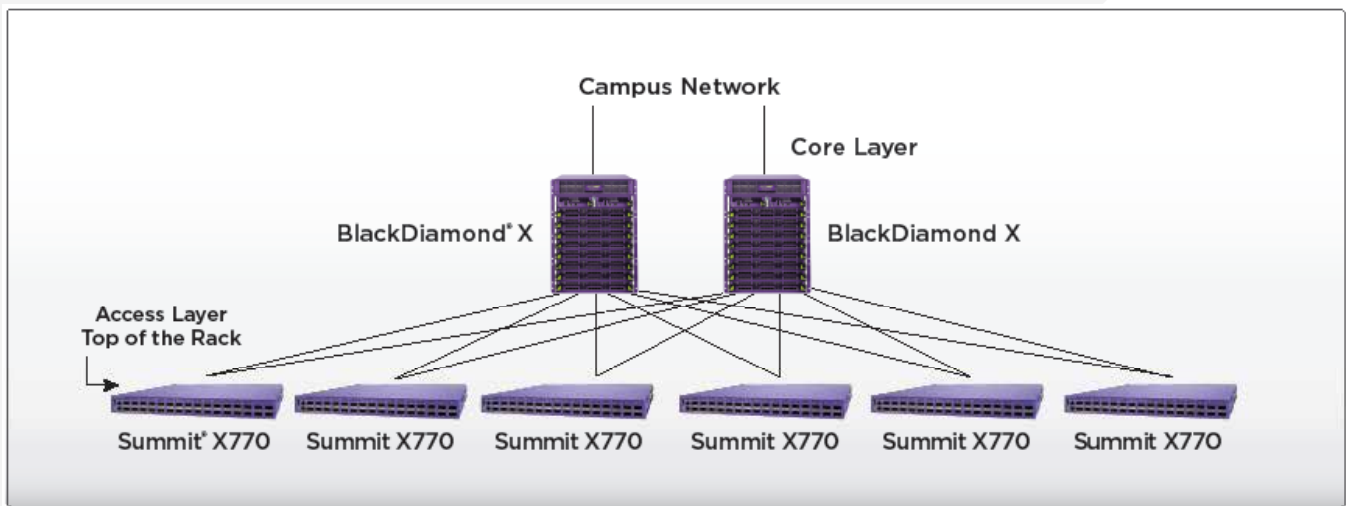 Campus Network
Core Layer
BlackDiamond® X
BlackDiamond X
Access Layer
Top of the Rack
Summit® X770
Summit X770
Summit X770
Summit X770
Summit X770
Summit X770